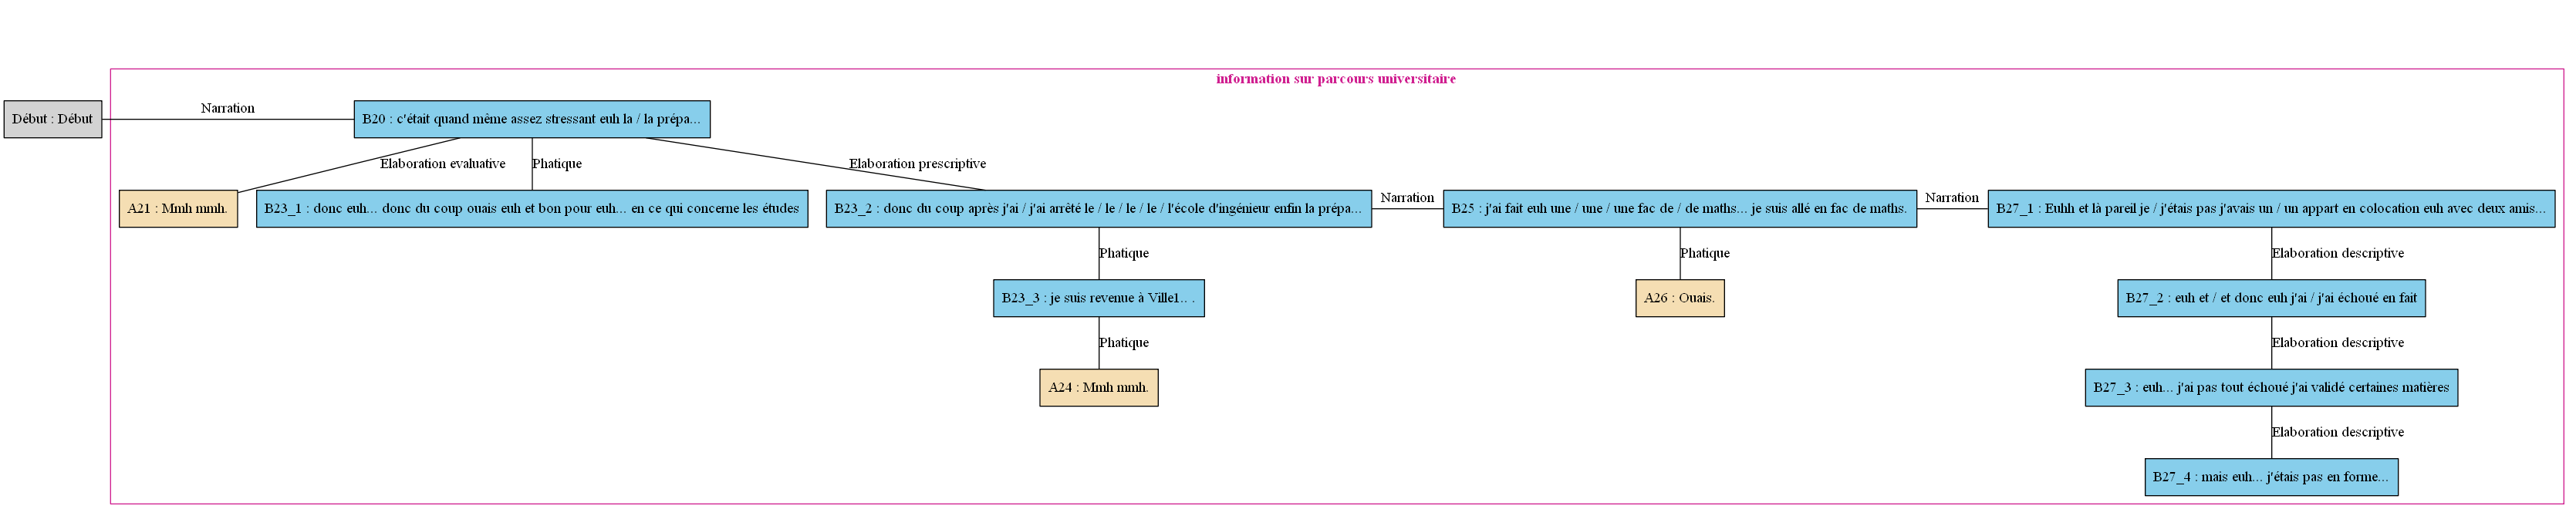 information sur parcours universitaire
Début : Début
Narration
B20 : c'était quand même assez stressant euh la / la prépa...
Elaboration evaluative
Phatique
Elaboration prescriptive
A21 : Mmh mmh.
B23_1 : donc euh... donc du coup ouais euh et bon pour euh... en ce qui concerne les études
B23_2 : donc du coup après j'ai / j'ai arrêté le / le / le / le / l'école d'ingénieur enfin la prépa...
Narration
B25 : j'ai fait euh une / une / une fac de / de maths... je suis allé en fac de maths.
Narration
B27_1 : Euhh et là pareil je / j'étais pas j'avais un / un appart en colocation euh avec deux amis...
Phatique
Phatique
Elaboration descriptive
B23_3 : je suis revenue à Ville1.. .
A26 : Ouais.
B27_2 : euh et / et donc euh j'ai / j'ai échoué en fait
Phatique
Elaboration descriptive
A24 : Mmh mmh.
B27_3 : euh... j'ai pas tout échoué j'ai validé certaines matières
Elaboration descriptive
B27_4 : mais euh... j'étais pas en forme...